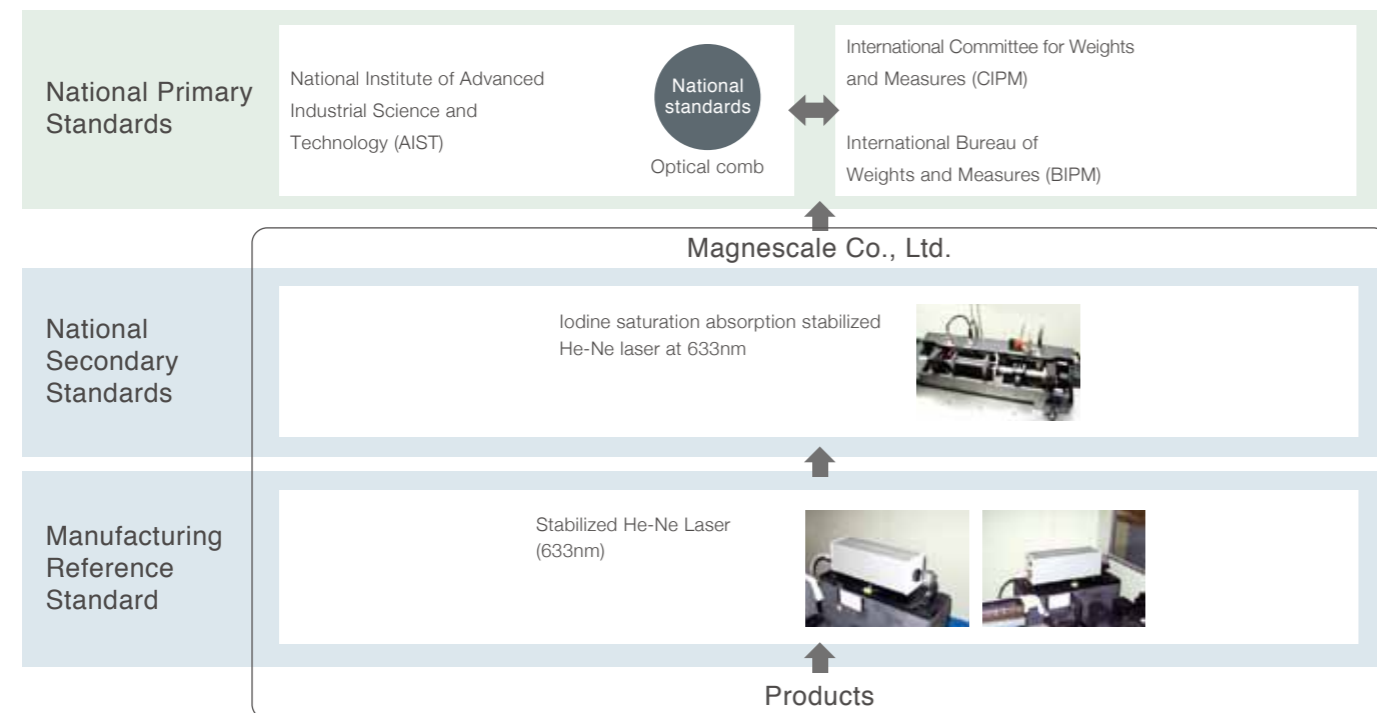 National Primary
Standards
National Institute of Advanced
Industrial Science and
Technology (AIST)
National
standards
Optical comb
International Committee for Weights
and Measures (CIPM)
International Bureau of
Weights and Measures (BIPM)
Magnescale Co., Ltd.
National
Secondary
Standards
Iodine saturation absorption stabilized
He-Ne laser at 633nm
Manufacturing
Reference
Standard
Stabilized He-Ne Laser
(633nm)
Products